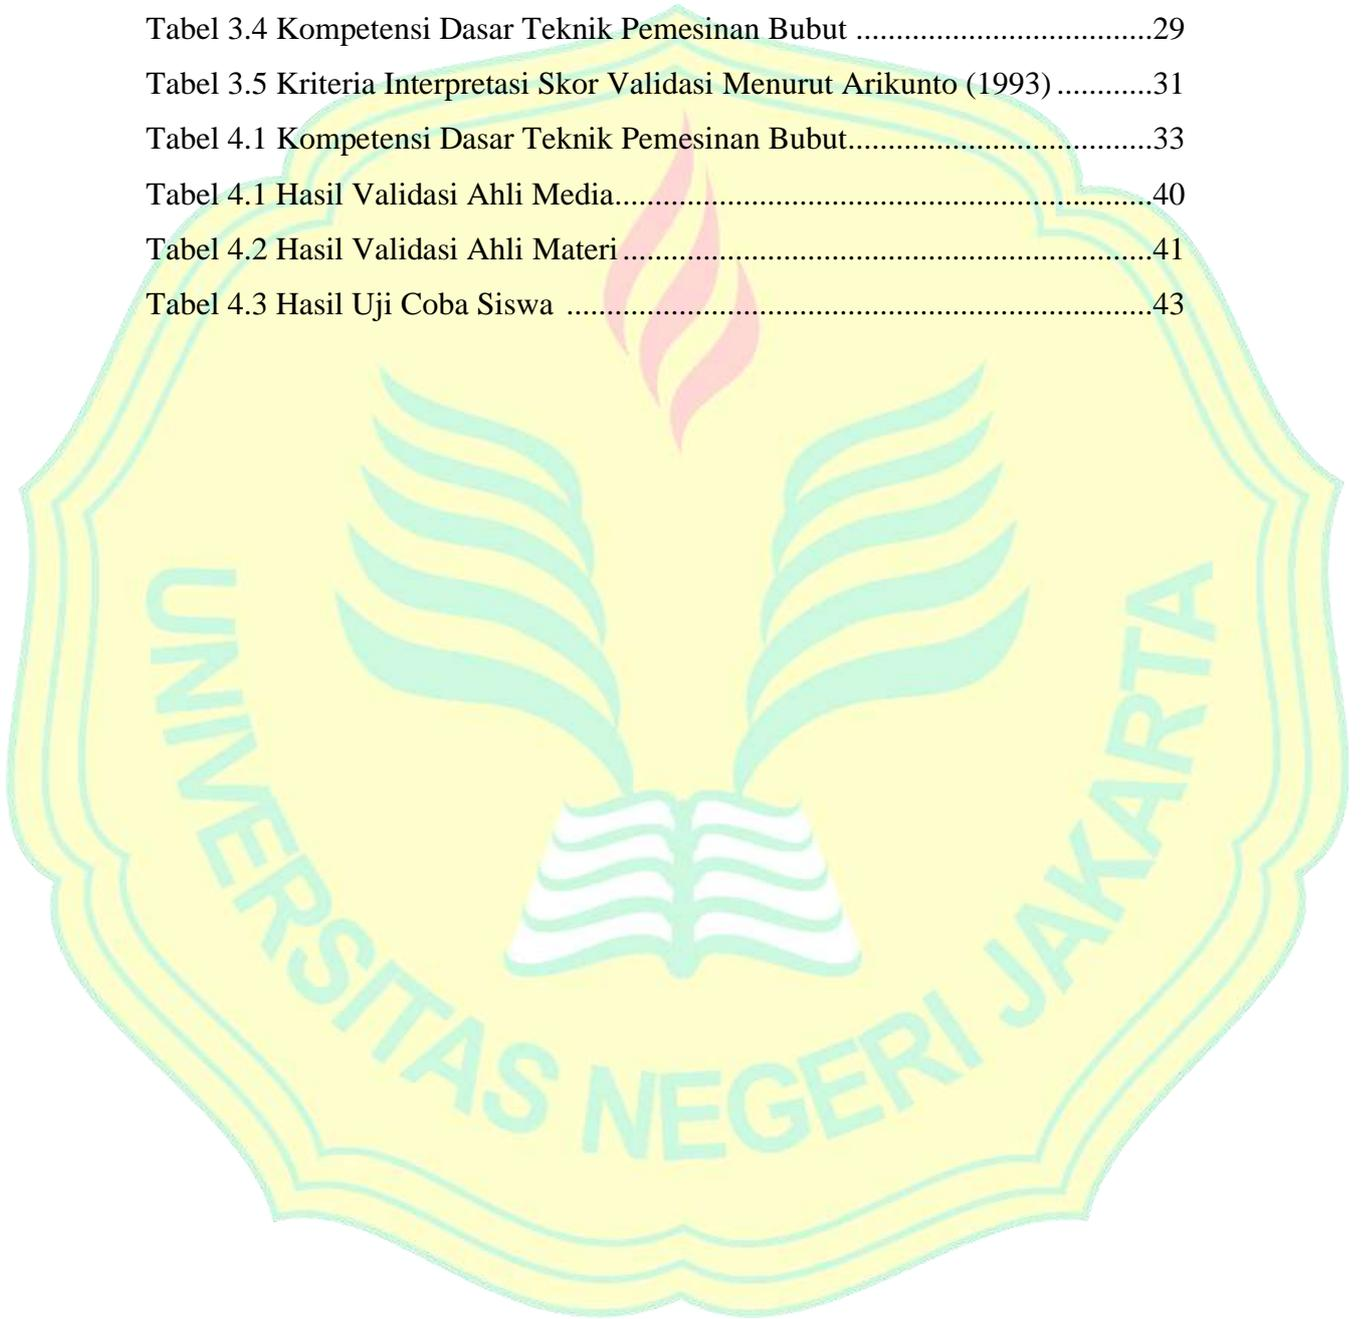 Tabel 3.4 Kompetensi Dasar Teknik Pemesinan Bubut .....................................29
Tabel 3.5 Kriteria Interpretasi Skor Validasi Menurut Arikunto (1993) ............31
Tabel 4.1 Kompetensi Dasar Teknik Pemesinan Bubut......................................33
Tabel 4.1 Hasil Validasi Ahli Media...................................................................40
Tabel 4.2 Hasil Validasi Ahli Materi ..................................................................41
Tabel 4.3 Hasil Uji Coba Siswa .........................................................................43
UNIVERSITAS NEGERI JAKARTA